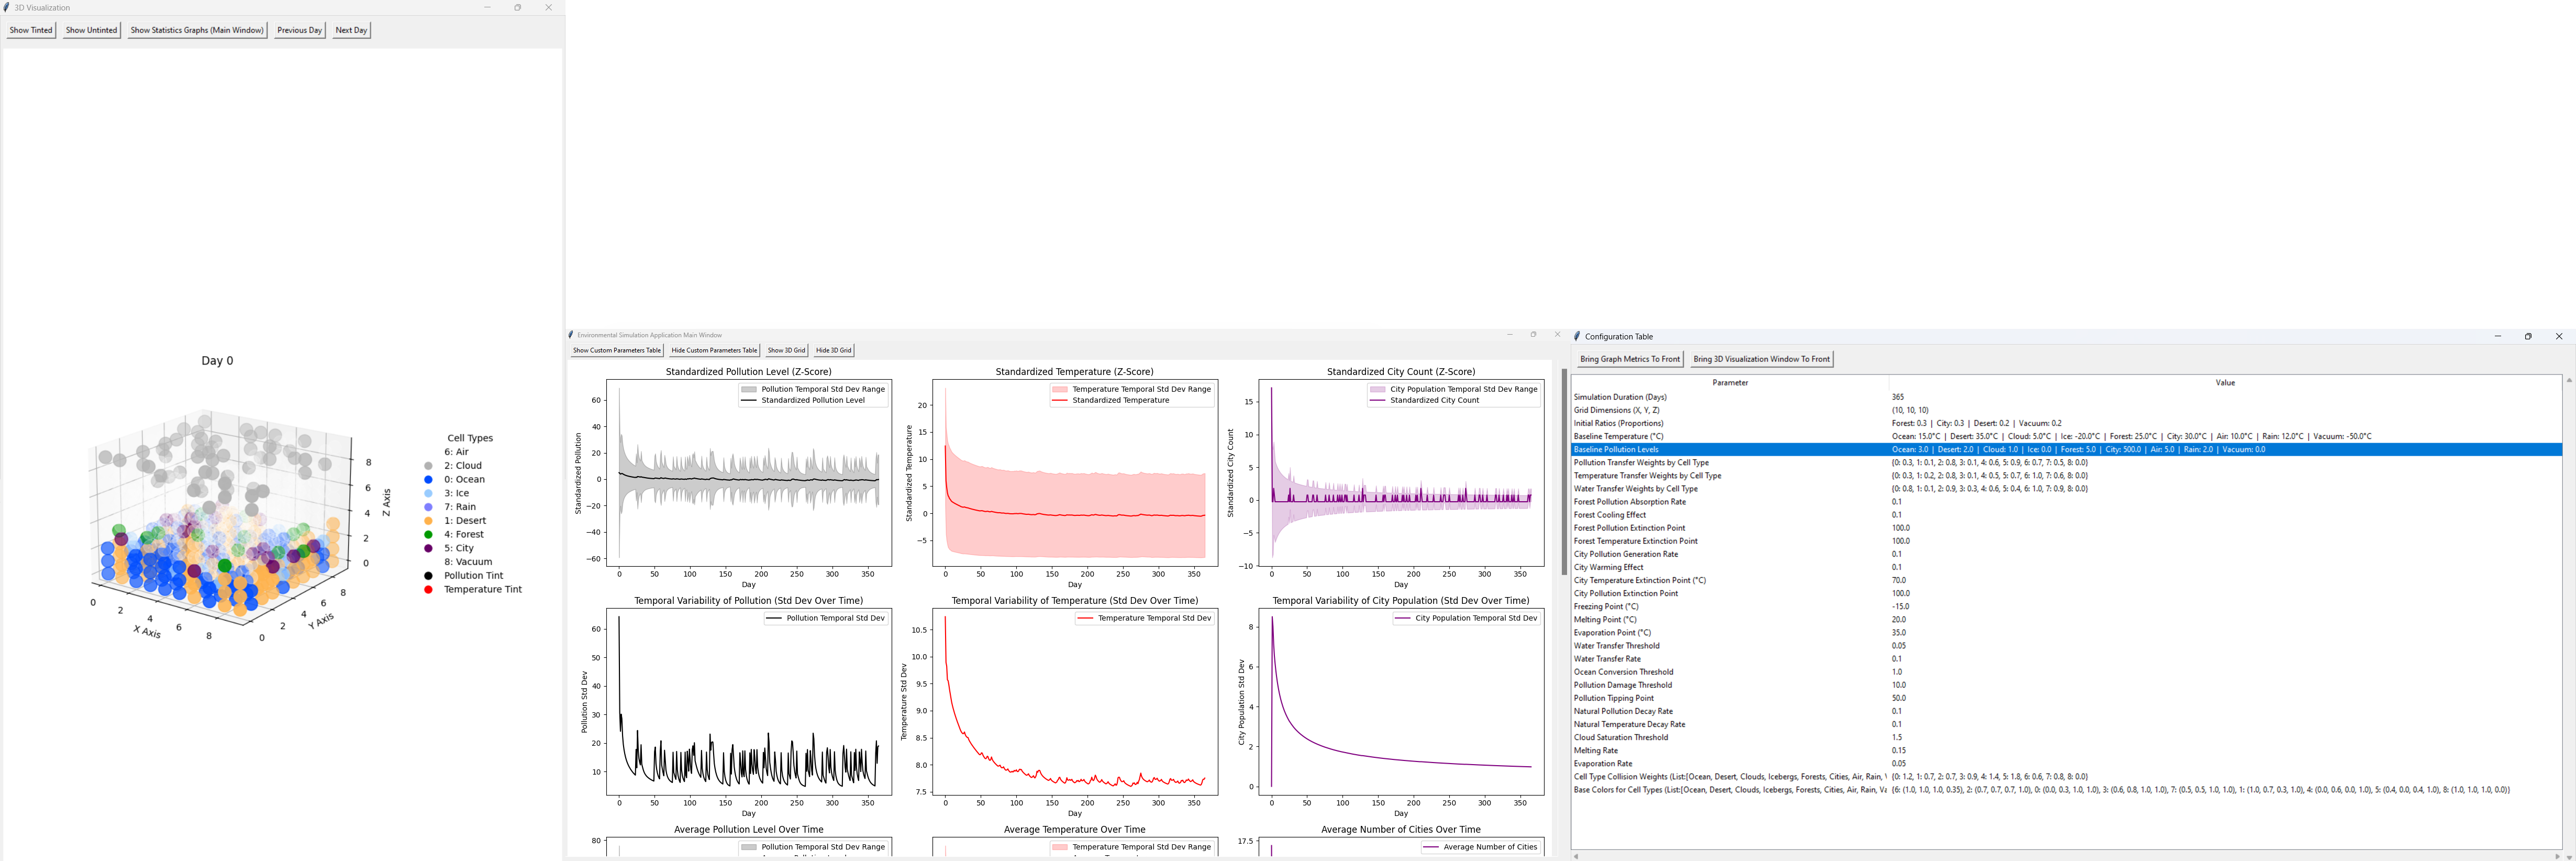 3D Visualization
Show Tinted
Show Untinted
Show Statistics Graphs (Main Window)
Previous Day
Next Day
Day 0
8
6
4
2
0
Z Axis
0
2
4
6
8
X Axis
0
2
4
6
8
Y Axis
Cell Types
6: Air
2: Cloud
0: Ocean
3: Ice
7: Rain
1: Desert
4: Forest
5: City
8: Vacuum
Pollution Tint
Temperature Tint
Environmental Simulation Application Main Window
Show Custom Parameters Table
Hide Custom Parameters Table
Show 3D Grid
Hide 3D Grid
Standardized Pollution Level (Z-Score)
Pollution Temporal Std Dev Range
Standardized Pollution Level
Standardized Pollution
60
40
20
0
−20
−40
−60
0 50 100 150 200 250 300 350
Day
Standardized Temperature (Z-Score)
Temperature Temporal Std Dev Range
Standardized Temperature
Standardized Temperature
20
15
10
5
0
−5
0 50 100 150 200 250 300 350
Day
Standardized City Count (Z-Score)
City Population Temporal Std Dev Range
Standardized City Count
Standardized City Count
15
10
5
0
−5
−10
0 50 100 150 200 250 300 350
Day
Temporal Variability of Pollution (Std Dev Over Time)
Pollution Temporal Std Dev
Pollution Std Dev
60
50
40
30
20
10
0 50 100 150 200 250 300 350
Day
Temporal Variability of Temperature (Std Dev Over Time)
Temperature Temporal Std Dev
Temperature Std Dev
10.5
10.0
9.5
9.0
8.5
8.0
7.5
0 50 100 150 200 250 300 350
Day
Temporal Variability of City Population (Std Dev Over Time)
City Population Temporal Std Dev
City Population Std Dev
8
6
4
2
0
0 50 100 150 200 250 300 350
Day
Average Pollution Level Over Time
80
Pollution Temporal Std Dev Range
Average Temperature Over Time
Temperature Temporal Std Dev Range
Average Number of Cities Over Time
17.5
Average Number of Cities
Configuration Table
Bring Graph Metrics To Front
Bring 3D Visualization Window To Front
Parameter Value
Simulation Duration (Days) 365
Grid Dimensions (X, Y, Z) (10, 10, 10)
Initial Ratios (Proportions) Forest: 0.3 | City: 0.3 | Desert: 0.2 | Vacuum: 0.2
Baseline Temperature (°C) Ocean: 15.0°C | Desert: 35.0°C | Cloud: 5.0°C | Ice: -20.0°C | Forest: 25.0°C | City: 30.0°C | Air: 10.0°C | Rain: 12.0°C | Vacuum: -50.0°C
Baseline Pollution Levels Ocean: 3.0 | Desert: 2.0 | Cloud: 1.0 | Ice: 0.0 | Forest: 5.0 | City: 500.0 | Air: 5.0 | Rain: 2.0 | Vacuum: 0.0
Pollution Transfer Weights by Cell Type {0: 0.3, 1: 0.1, 2: 0.8, 3: 0.1, 4: 0.6, 5: 0.9, 6: 0.7, 7: 0.5, 8: 0.0}
Temperature Transfer Weights by Cell Type {0: 0.3, 1: 0.2, 2: 0.8, 3: 0.1, 4: 0.5, 5: 0.7, 6: 1.0, 7: 0.6, 8: 0.0}
Water Transfer Weights by Cell Type {0: 0.8, 1: 0.1, 2: 0.9, 3: 0.3, 4: 0.6, 5: 0.4, 6: 1.0, 7: 0.9, 8: 0.0}
Forest Pollution Absorption Rate 0.1
Forest Cooling Effect 0.1
Forest Pollution Extinction Point 100.0
Forest Temperature Extinction Point 100.0
City Pollution Generation Rate 0.1
City Warming Effect 0.1
City Temperature Extinction Point (°C) 70.0
City Pollution Extinction Point 100.0
Freezing Point (°C) -15.0
Melting Point (°C) 20.0
Evaporation Point (°C) 35.0
Water Transfer Threshold 0.05
Water Transfer Rate 0.1
Ocean Conversion Threshold 1.0
Pollution Damage Threshold 10.0
Pollution Tipping Point 50.0
Natural Pollution Decay Rate 0.1
Natural Temperature Decay Rate 0.1
Cloud Saturation Threshold 1.5
Melting Rate 0.15
Evaporation Rate 0.05
Cell Type Collision Weights (List:[Ocean, Desert, Clouds, Icebergs, Forests, Cities, Air, Rain, {0: 1.2, 1: 0.7, 2: 0.7, 3: 0.9, 4: 1.4, 5: 1.8, 6: 0.6, 7: 0.8, 8: 0.0}
Base Colors for Cell Types (List:[Ocean, Desert, Clouds, Icebergs, Forests, Cities, Air, Rain, Va {6: (1.0, 1.0, 1.0, 0.35), 2: (0.7, 0.7, 0.7, 1.0), 0: (0.0, 0.3, 1.0, 1.0), 3: (0.6, 0.8, 1.0, 1.0), 7: (0.5, 0.5, 1.0, 1.0), 1: (1.0, 0.7, 0.3, 1.0), 4: (0.0, 0.6, 0.0, 1.0), 5: (0.4, 0.0, 0.4, 1.0), 8: (1.0, 1.0, 1.0, 0.0)}